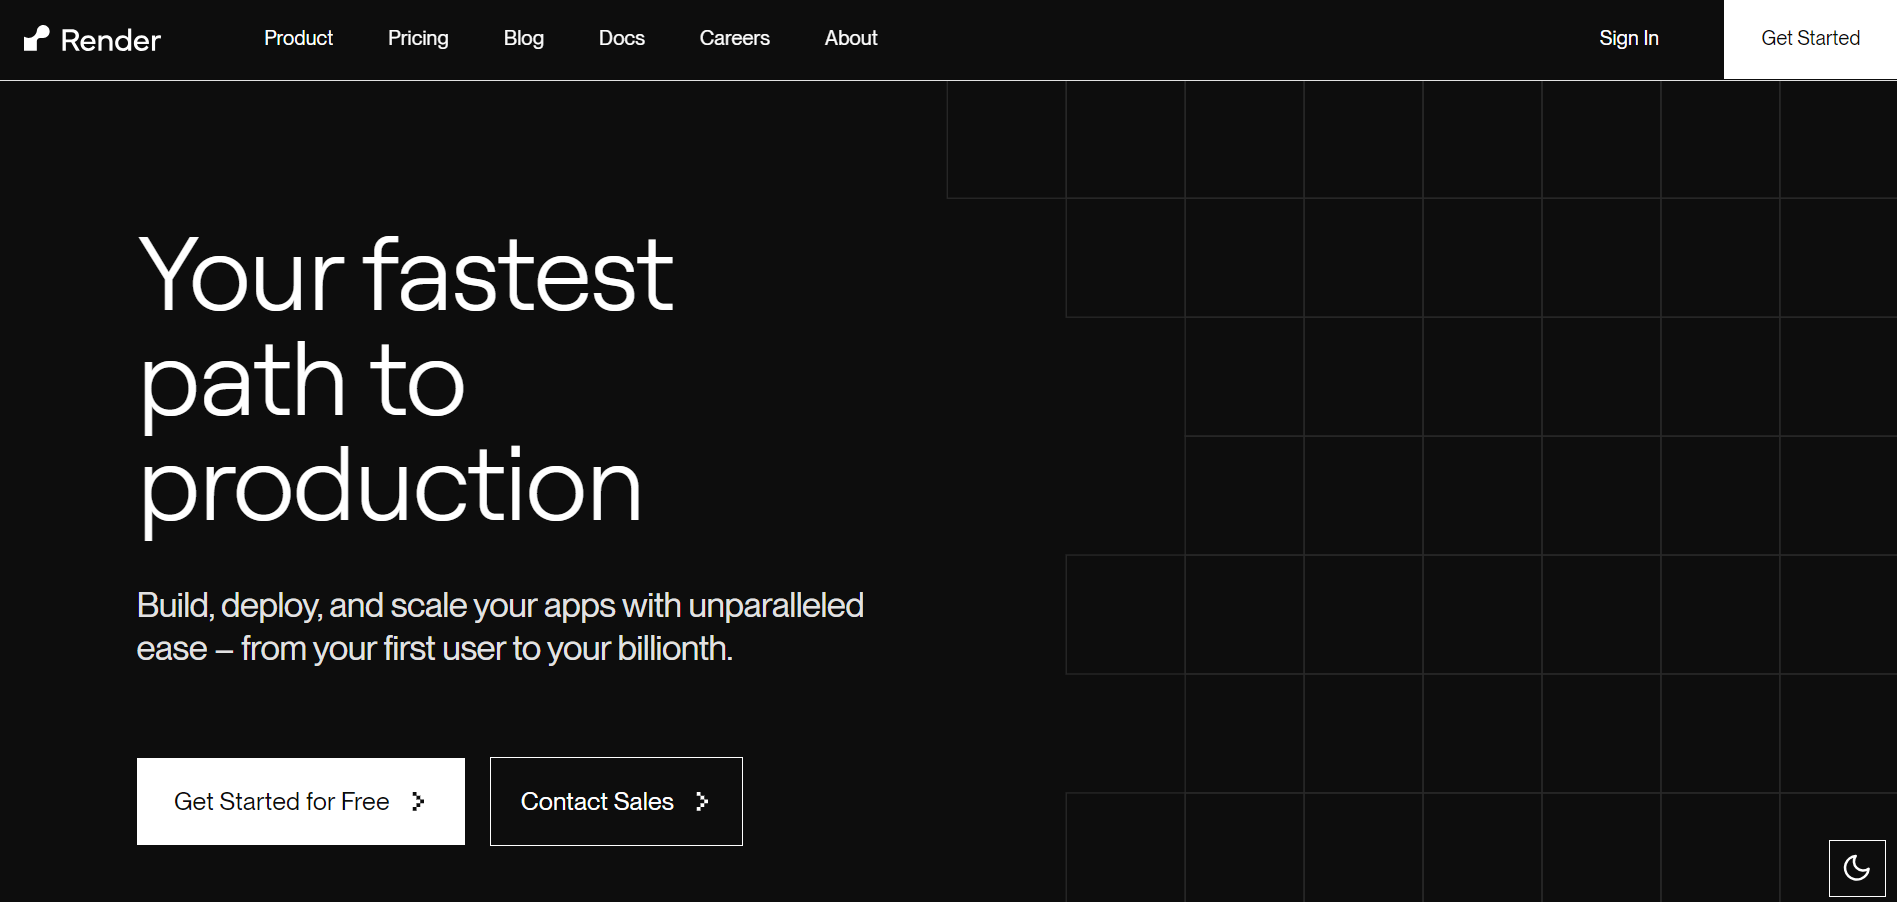 Render
Product
Pricing
Blog
Docs
Careers
About
Sign In
Get Started
Your fastest
path to
production
Build, deploy, and scale your apps with unparalleled
ease – from your first user to your billionth.
Get Started for Free
Contact Sales